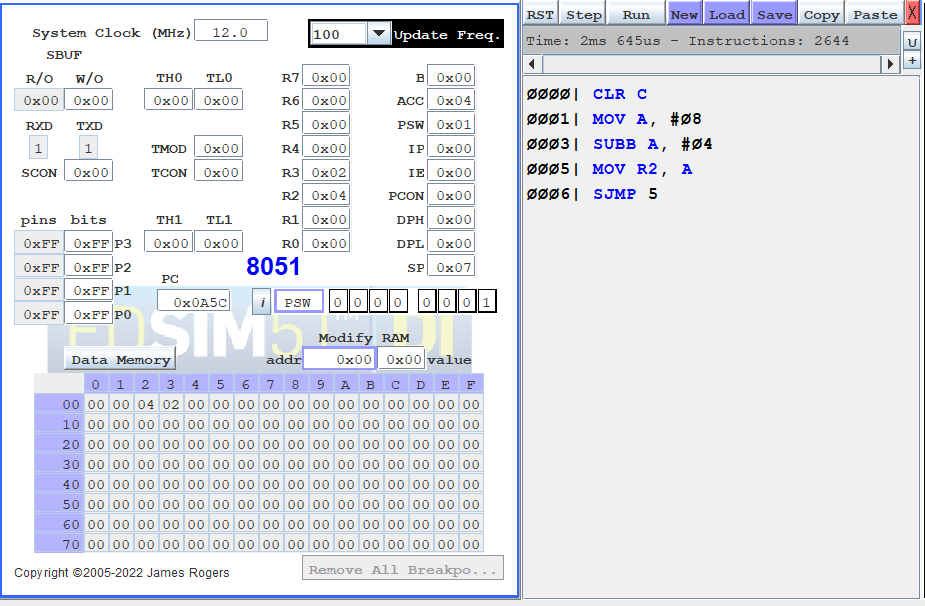 System Clock (MHz) 12.0 100 Update Freq.
SBUF
R/O W/O TH0 TL0 R7 0x00 B 0x00
0x00 0x00 0x00 0x00 R6 0x00 ACC 0x04
RXD TXD R5 0x00 PSW 0x01
1 1 TMOD 0x00 R4 0x00 IP 0x00
SCON 0x00 TCON 0x00 R3 0x02 IE 0x00
R2 0x04 PCON 0x00
pins bits TH1 TL1 R1 0x00 DPH 0x00
0xFF 0xFF P3 0x00 0x00 R0 0x00 DPL 0x00
0xFF 0xFF P2 8051 SP 0x07
PC
0xFF 0xFF P1 0x0A5C i PSW 0 0 0 0 0 0 0 1
0xFF 0xFF P0
Modify RAM
Data Memory addr 0x00 0x00 value
0 1 2 3 4 5 6 7 8 9 A B C D E F
00 00 00 04 02 00 00 00 00 00 00 00 00 00 00 00 00
10 00 00 00 00 00 00 00 00 00 00 00 00 00 00 00 00
20 00 00 00 00 00 00 00 00 00 00 00 00 00 00 00 00
30 00 00 00 00 00 00 00 00 00 00 00 00 00 00 00 00
40 00 00 00 00 00 00 00 00 00 00 00 00 00 00 00 00
50 00 00 00 00 00 00 00 00 00 00 00 00 00 00 00 00
60 00 00 00 00 00 00 00 00 00 00 00 00 00 00 00 00
70 00 00 00 00 00 00 00 00 00 00 00 00 00 00 00 00
Copyright ©2005-2022 James Rogers Remove All Breakpo...
RST Step Run New Load Save Copy Paste X
Time: 2ms 645us - Instructions: 2644 U
+
0000| CLR C
0001| MOV A, #08
0003| SUBB A, #04
0005| MOV R2, A
0006| SJMP 5